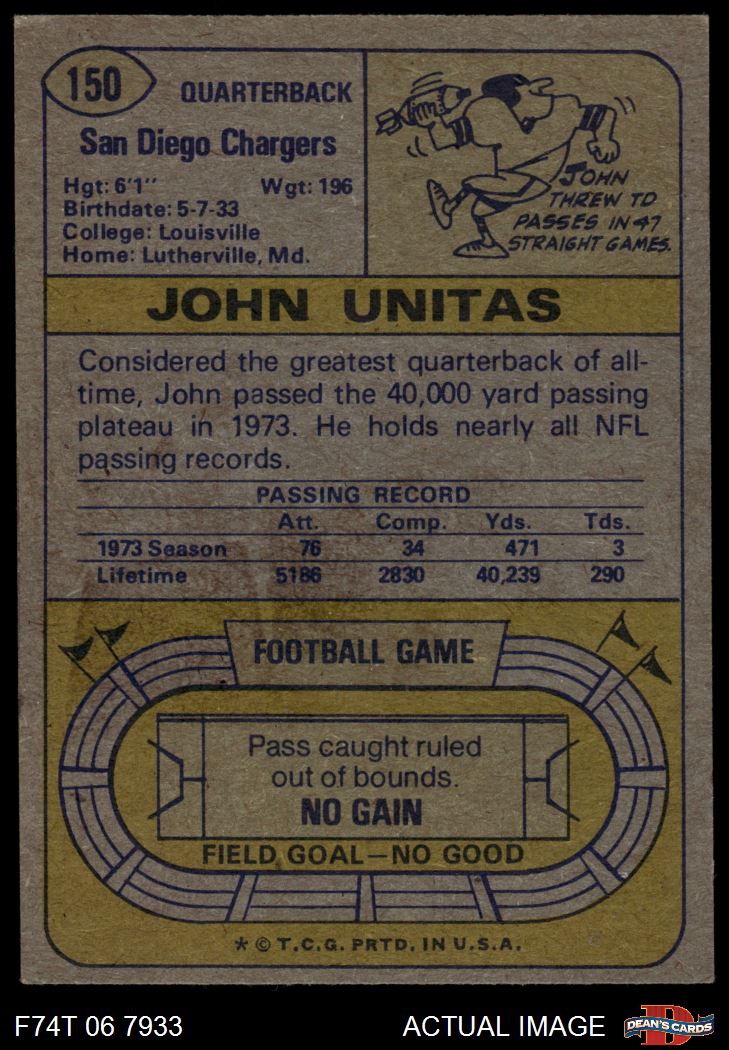 150
QUARTERBACK
San Diego Chargers
Hgt: 6'1" Wgt: 196
Birthdate: 5-7-33
College: Louisville
Home: Lutherville, Md.
JOHN
THREW TD
PASSES IN 47
STRAIGHT GAMES.
JOHN UNITAS
Considered the greatest quarterback of all-
time, John passed the 40,000 yard passing
plateau in 1973. He holds nearly all NFL
passing records.
PASSING RECORD
Att. Comp. Yds. Tds.
1973 Season 76 34 471 3
Lifetime 5186 2830 40,239 290
FOOTBALL GAME
Pass caught ruled
out of bounds.
NO GAIN
FIELD GOAL—NO GOOD
* © T.C.G. PRTD. IN U.S.A.
F74T 06 7933 ACTUAL IMAGE
D
DEAN'S CARDS